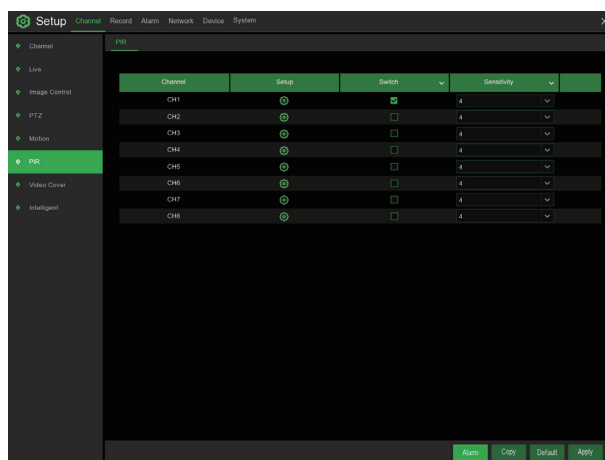 Setup Channel Record Alarm Network Device System X
Channel PIR
Live
Image Control
PTZ
Motion
PIR
Video Cover
Intelligent
Channel Setup Switch Sensitivity
CH1 4
CH2 4
CH3 4
CH4 4
CH5 4
CH6 4
CH7 4
CH8 4
Alarm Copy Default Apply